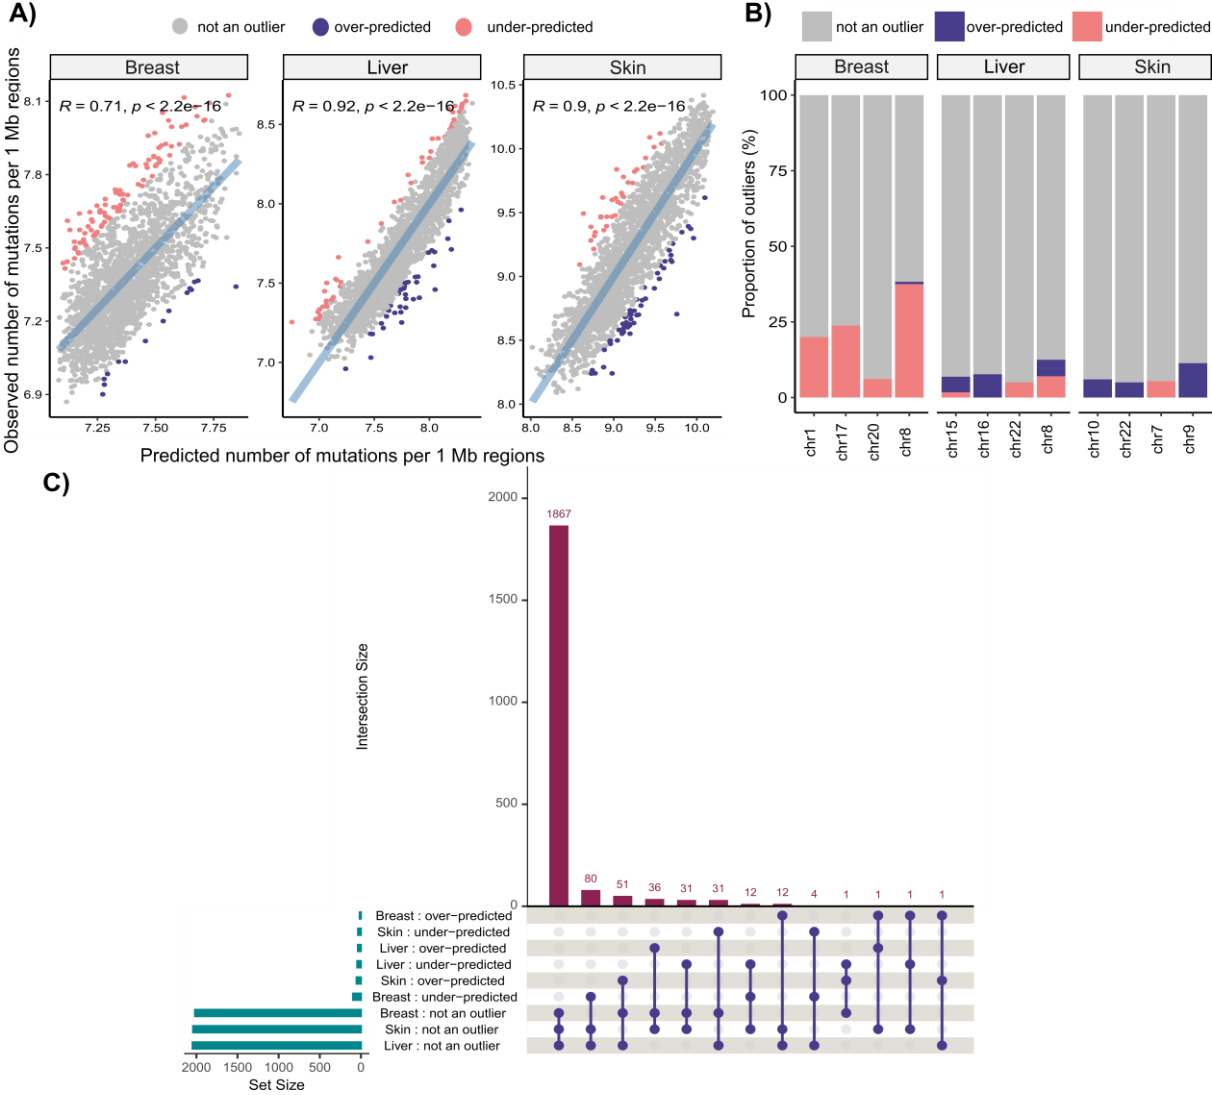 A)
not an outlier over-predicted under-predicted
Breast Liver Skin
R = 0.71, p < 2.2e−16
R = 0.92, p < 2.2e−16
R = 0.9, p < 2.2e−16
Observed number of mutations per 1 Mb regions
8.1
7.8
7.5
7.2
6.9
7.25 7.50 7.75
8.5
8.0
7.5
7.0
7.0 7.5 8.0
10.5
10.0
9.5
9.0
8.5
8.0
8.0 8.5 9.0 9.5 10.0
Predicted number of mutations per 1 Mb regions
B)
not an outlier over-predicted under-predicted
Breast Liver Skin
Proportion of outliers (%)
100
75
50
25
0
chr1 chr17 chr20 chr8 chr15 chr16 chr22 chr8 chr10 chr22 chr7 chr9
C)
Intersection Size
2000
1500
1000
500
0
1867 80 51 36 31 31 12 12 4 1 1 1 1
Breast : over−predicted
Skin : under−predicted
Liver : over−predicted
Liver : under−predicted
Skin : over−predicted
Breast : under−predicted
Breast : not an outlier
Skin : not an outlier
Liver : not an outlier
2000 1500 1000 500 0
Set Size